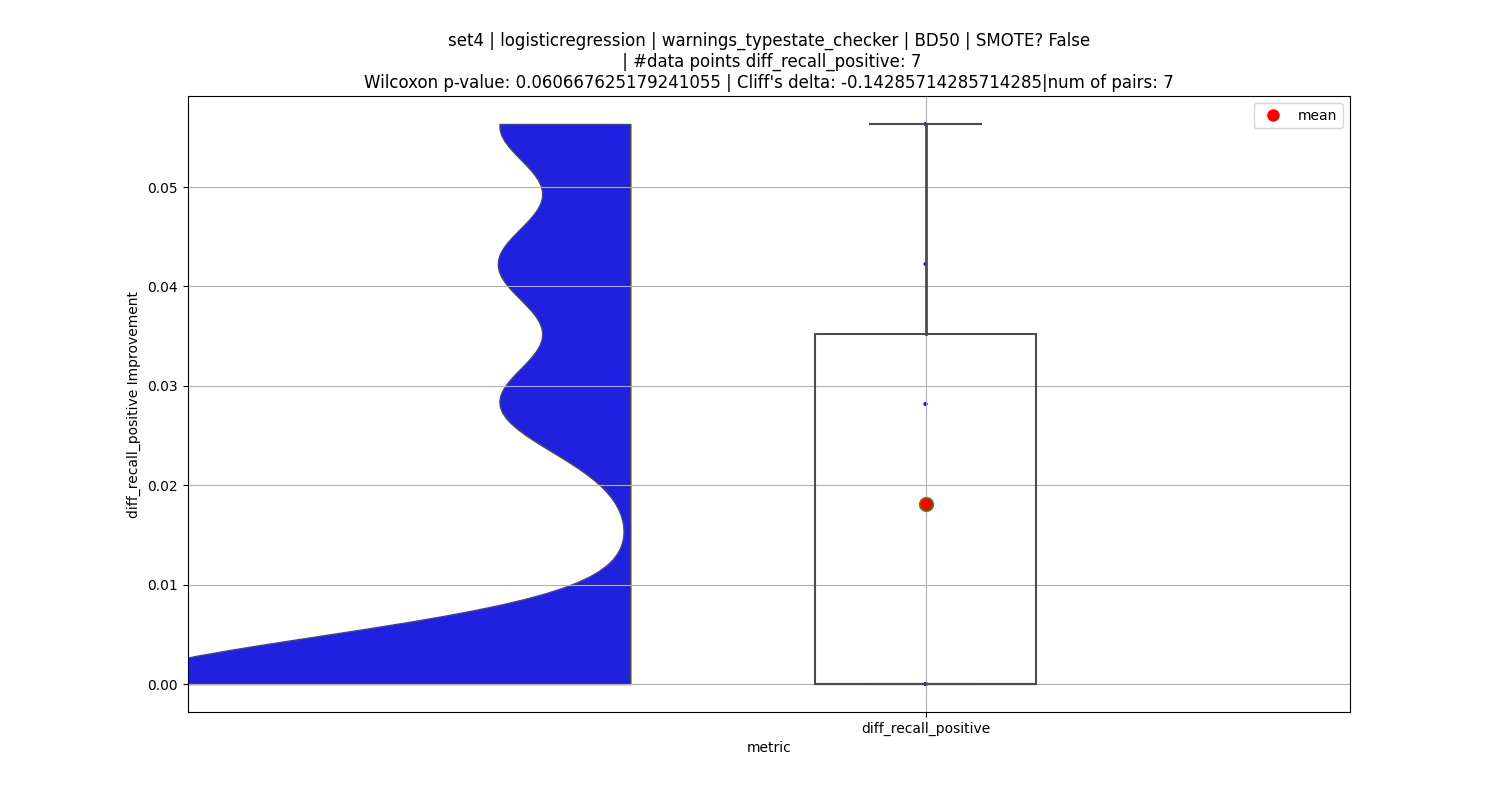 set4 | logisticregression | warnings_typestate_checker | BD50 | SMOTE? False
| #data points diff_recall_positive: 7
Wilcoxon p-value: 0.060667625179241055 | Cliff's delta: -0.14285714285714285|num of pairs: 7
mean
0.05
0.04
0.03
0.02
0.01
0.00
diff_recall_positive Improvement
diff_recall_positive
metric